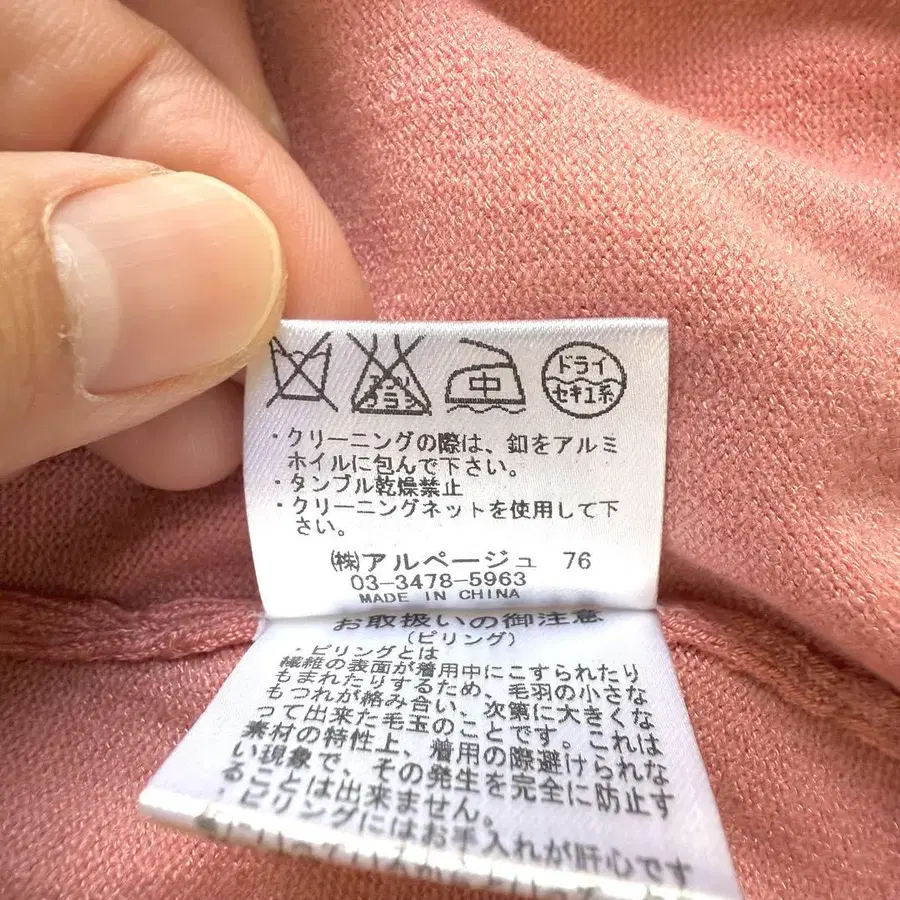 エンソ
ブラシ
中
ドライ
セキユ系
・クリーニングの際は、釦をアルミ
ホイルに包んで下さい。
・タンブル乾燥禁止
・クリーニングネットを使用して下
さい。
㈱アルページュ 76
03-3478-5963
MADE IN CHINA
お取扱いの御注意
(ピリング)
・ピリングとは
繊維の表面が着用中にこすられたり
もまれたりするため、毛羽の小さな
もつれが絡み合い、次第に大きくな
って出来た毛玉のことです。これは
素材の特性上、着用の際避けられな
い現象で、その発生を完全に防止す
ることは出来ません。
・ピリングにはお手入れが肝心です